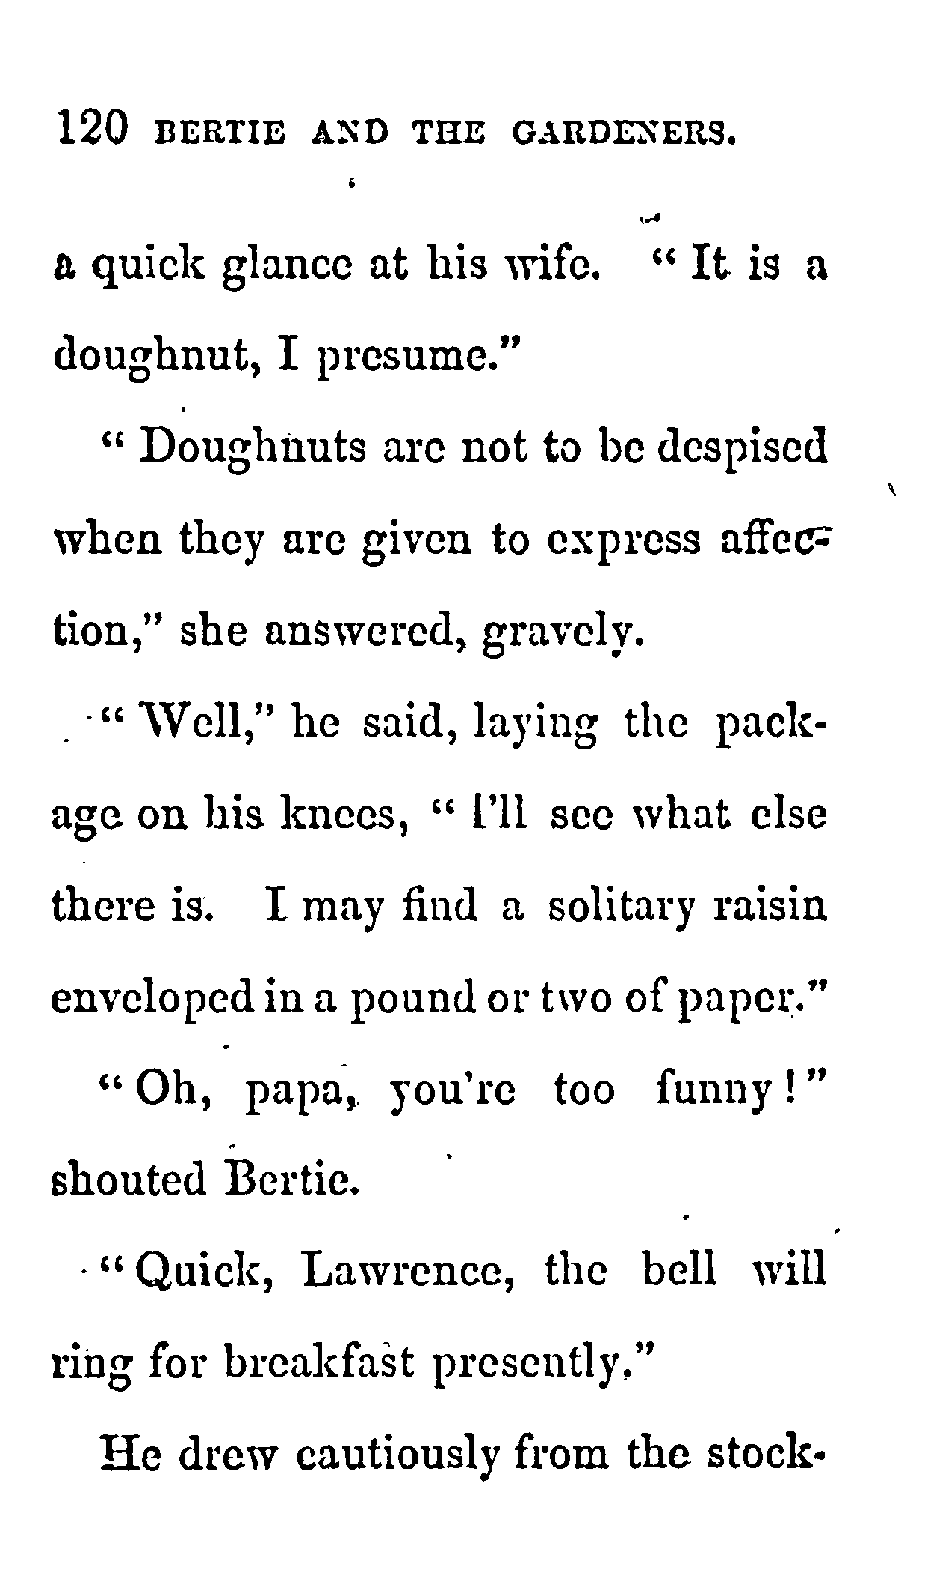 120 BERTIE AND THE GARDENERS.
a quick glance at his wife. " It is a
doughnut, I presume."
" Doughnuts are not to be despised
when they are given to express affec-
tion," she answered, gravely.
" Well," he said, laying the pack-
age on his knees, " I'll see what else
there is. I may find a solitary raisin
enveloped in a pound or two of paper."
" Oh, papa, you're too funny ! "
shouted Bertie.
" Quick, Lawrence, the bell will
ring for breakfast presently."
He drew cautiously from the stock-